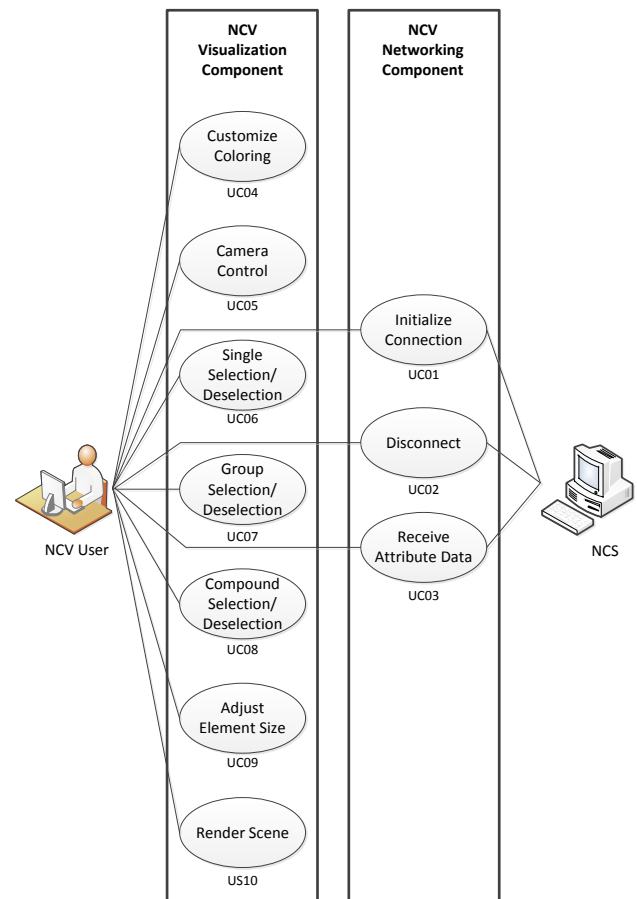 NCV
Visualization
Component
NCV
Networking
Component
Customize
Coloring
UC04
Camera
Control
UC05
Initialize
Connection
UC01
Single
Selection/
Deselection
UC06
Disconnect
UC02
Group
Selection/
Deselection
UC07
Receive
Attribute Data
UC03
NCV User
NCS
Compound
Selection/
Deselection
UC08
Adjust
Element Size
UC09
Render Scene
US10